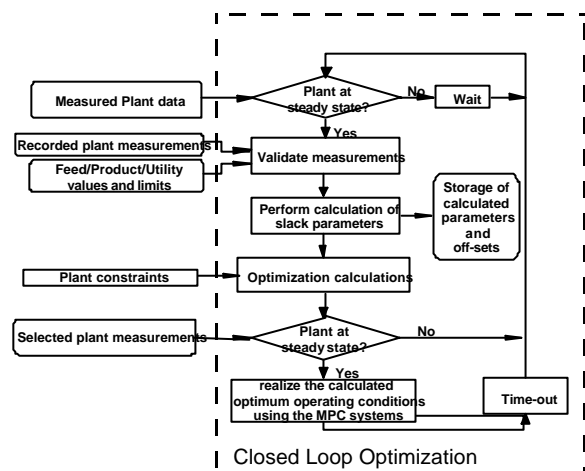 Measured Plant data
Plant at
steady state?
No
Wait
Yes
Recorded plant measurements
Feed/Product/Utility
values and limits
Validate measurements
Perform calculation of
slack parameters
Storage of
calculated
parameters
and
off-sets
Plant constraints
Optimization calculations
Selected plant measurements
Plant at
steady state?
No
Yes
realize the calculated
optimum operating conditions
using the MPC systems
Time-out
Closed Loop Optimization